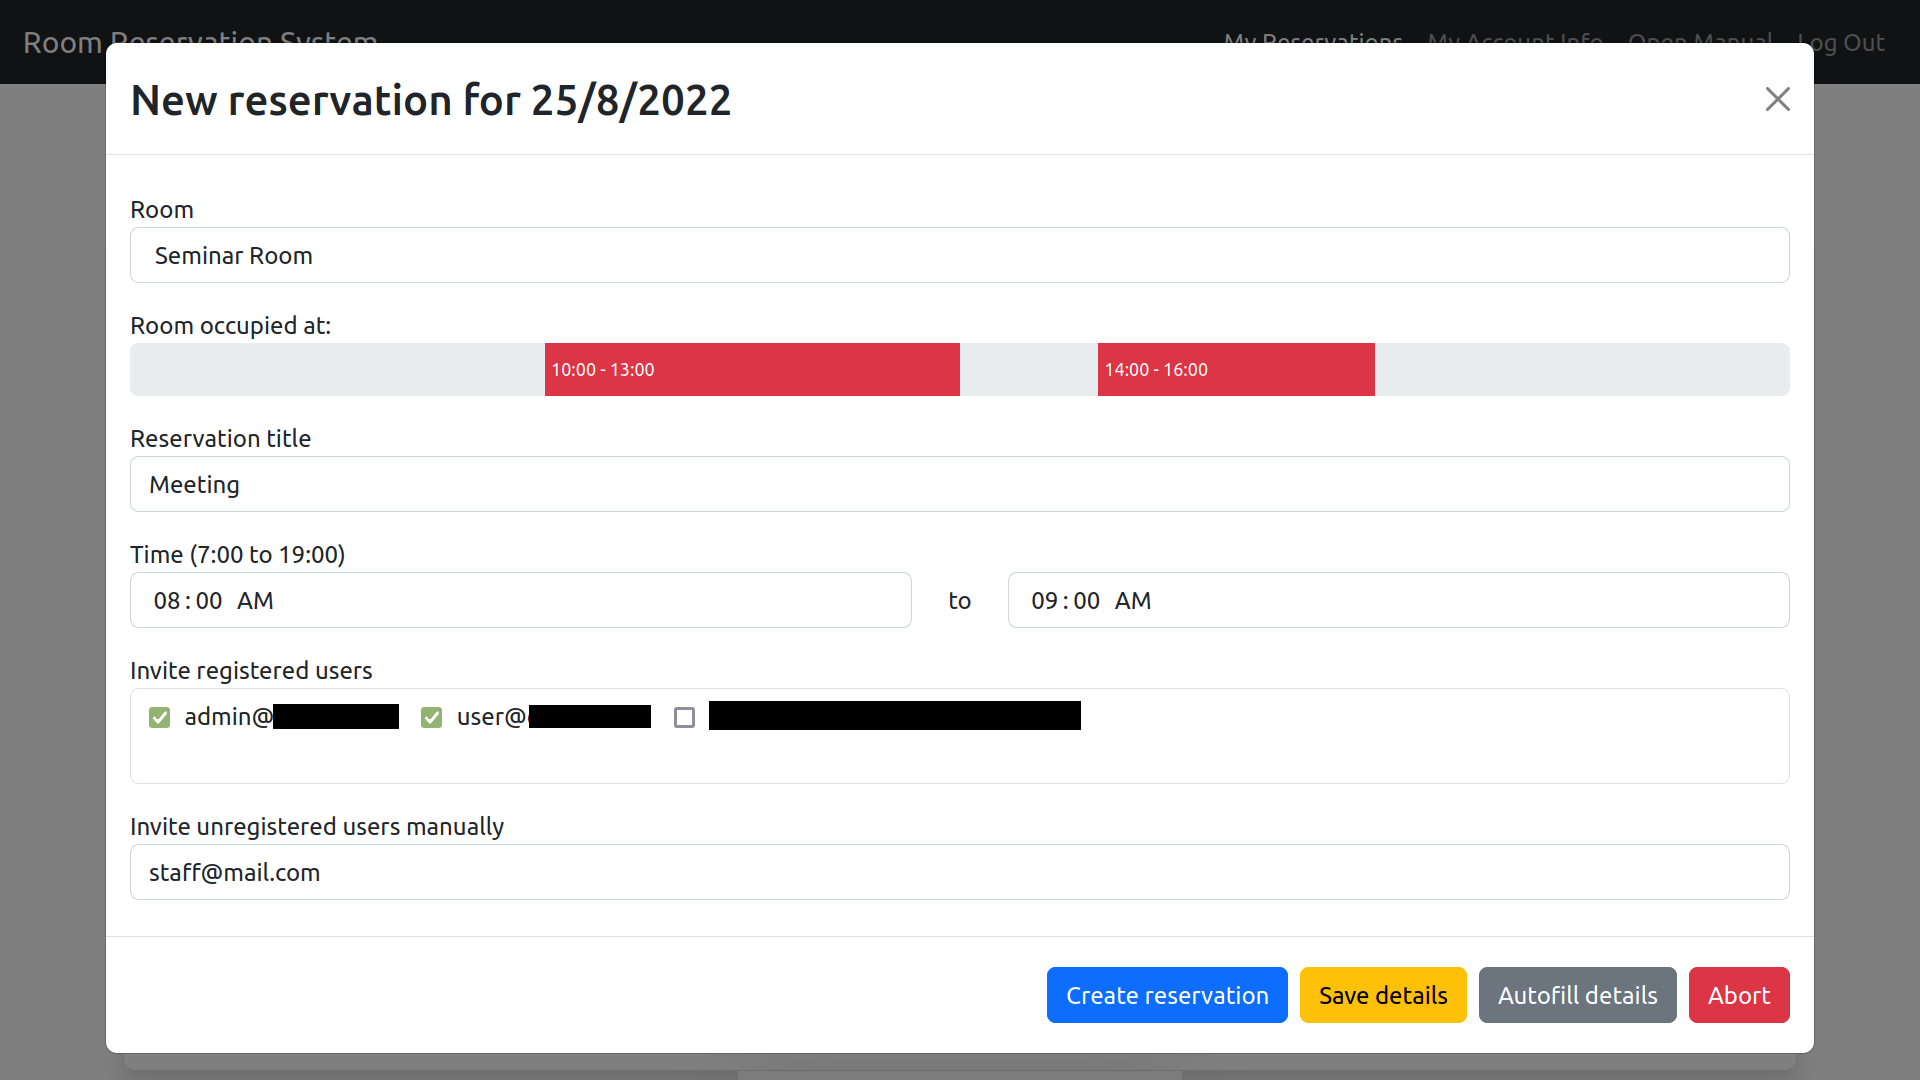 Room Reservation System My Reservations My Account Info Open Manual Log Out
New reservation for 25/8/2022
Room
Seminar Room
Room occupied at:
10:00 - 13:00 14:00 - 16:00
Reservation title
Meeting
Time (7:00 to 19:00)
08:00 AM to 09:00 AM
Invite registered users
admin@ user@
Invite unregistered users manually
staff@mail.com
Create reservation Save details Autofill details Abort